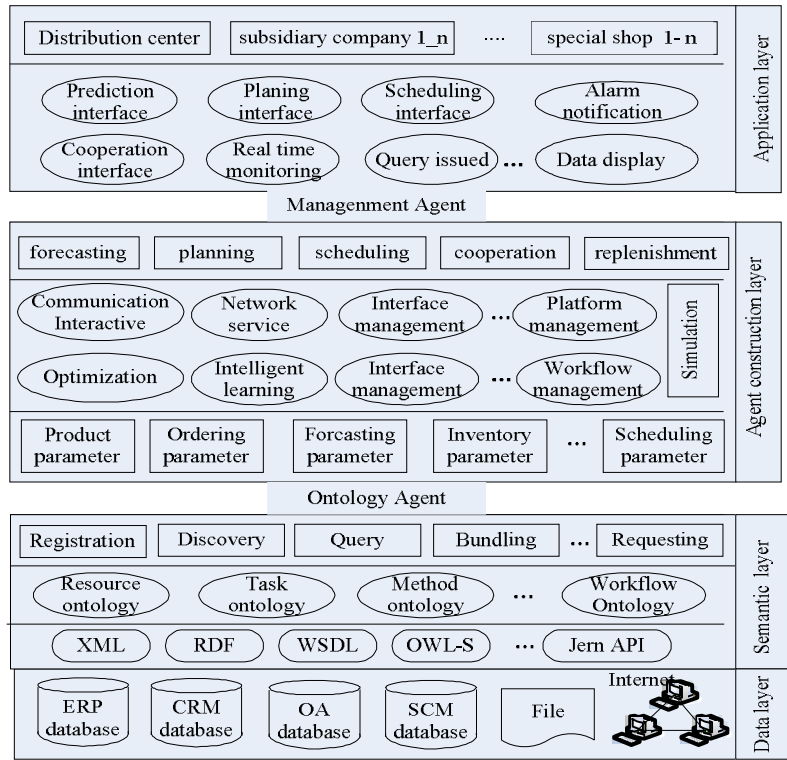 Distribution center
subsidiary company 1_n
....
special shop 1- n
Application layer
Prediction
interface
Planing
interface
Scheduling
interface
Alarm
notification
Cooperation
interface
Real time
monitoring
Query issued
...
Data display
Managenment Agent
forecasting
planning
scheduling
cooperation
replenishment
Agent construction layer
Communication
Interactive
Network
service
Interface
management
...
Platform
management
Simulation
Optimization
Intelligent
learning
Interface
management
...
Workflow
management
Product
parameter
Ordering
parameter
Forcasting
parameter
Inventory
parameter
...
Scheduling
parameter
Ontology Agent
Registration
Discovery
Query
Bundling
...
Requesting
Semantic layer
Resource
ontology
Task
ontology
Method
ontology
...
Workflow
Ontology
XML
RDF
WSDL
OWL-S
...
Jern API
ERP
database
CRM
database
OA
database
SCM
database
File
Internet
Data layer